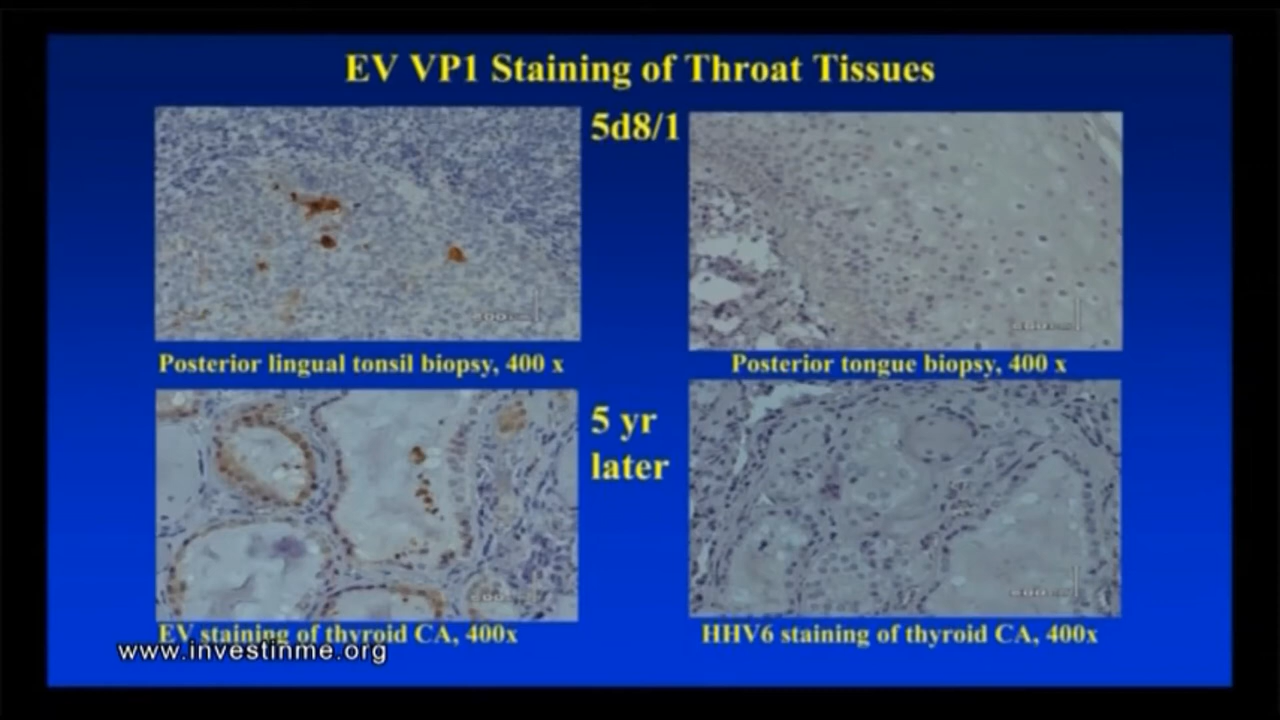 EV VP1 Staining of Throat Tissues
5d8/1
Posterior lingual tonsil biopsy, 400 x
Posterior tongue biopsy, 400 x
5 yr
later
EV staining of thyroid CA, 400x
HHV6 staining of thyroid CA, 400x
www.investinme.org